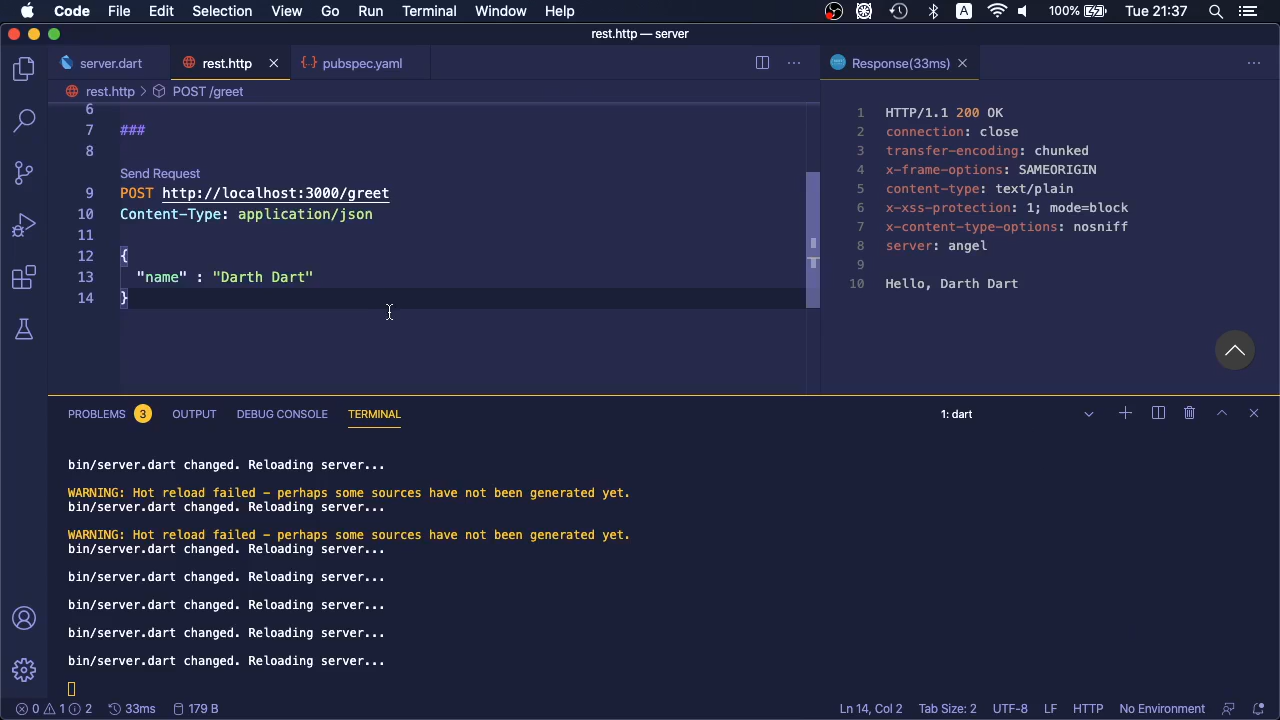 Code File Edit Selection View Go Run Terminal Window Help A 100% Tue 21:37
rest.http — server
server.dart rest.http pubspec.yaml Response(33ms)
rest.http > POST /greet
6
7 ###
8
Send Request
9 POST http://localhost:3000/greet
10 Content-Type: application/json
11
12 {
13 "name" : "Darth Dart"
14 }
1 HTTP/1.1 200 OK
2 connection: close
3 transfer-encoding: chunked
4 x-frame-options: SAMEORIGIN
5 content-type: text/plain
6 x-xss-protection: 1; mode=block
7 x-content-type-options: nosniff
8 server: angel
9
10 Hello, Darth Dart
PROBLEMS 3 OUTPUT DEBUG CONSOLE TERMINAL 1: dart
bin/server.dart changed. Reloading server...
WARNING: Hot reload failed - perhaps some sources have not been generated yet.
bin/server.dart changed. Reloading server...
WARNING: Hot reload failed - perhaps some sources have not been generated yet.
bin/server.dart changed. Reloading server...
bin/server.dart changed. Reloading server...
bin/server.dart changed. Reloading server...
bin/server.dart changed. Reloading server...
bin/server.dart changed. Reloading server...
0 1 2 33ms 179 B Ln 14, Col 2 Tab Size: 2 UTF-8 LF HTTP No Environment